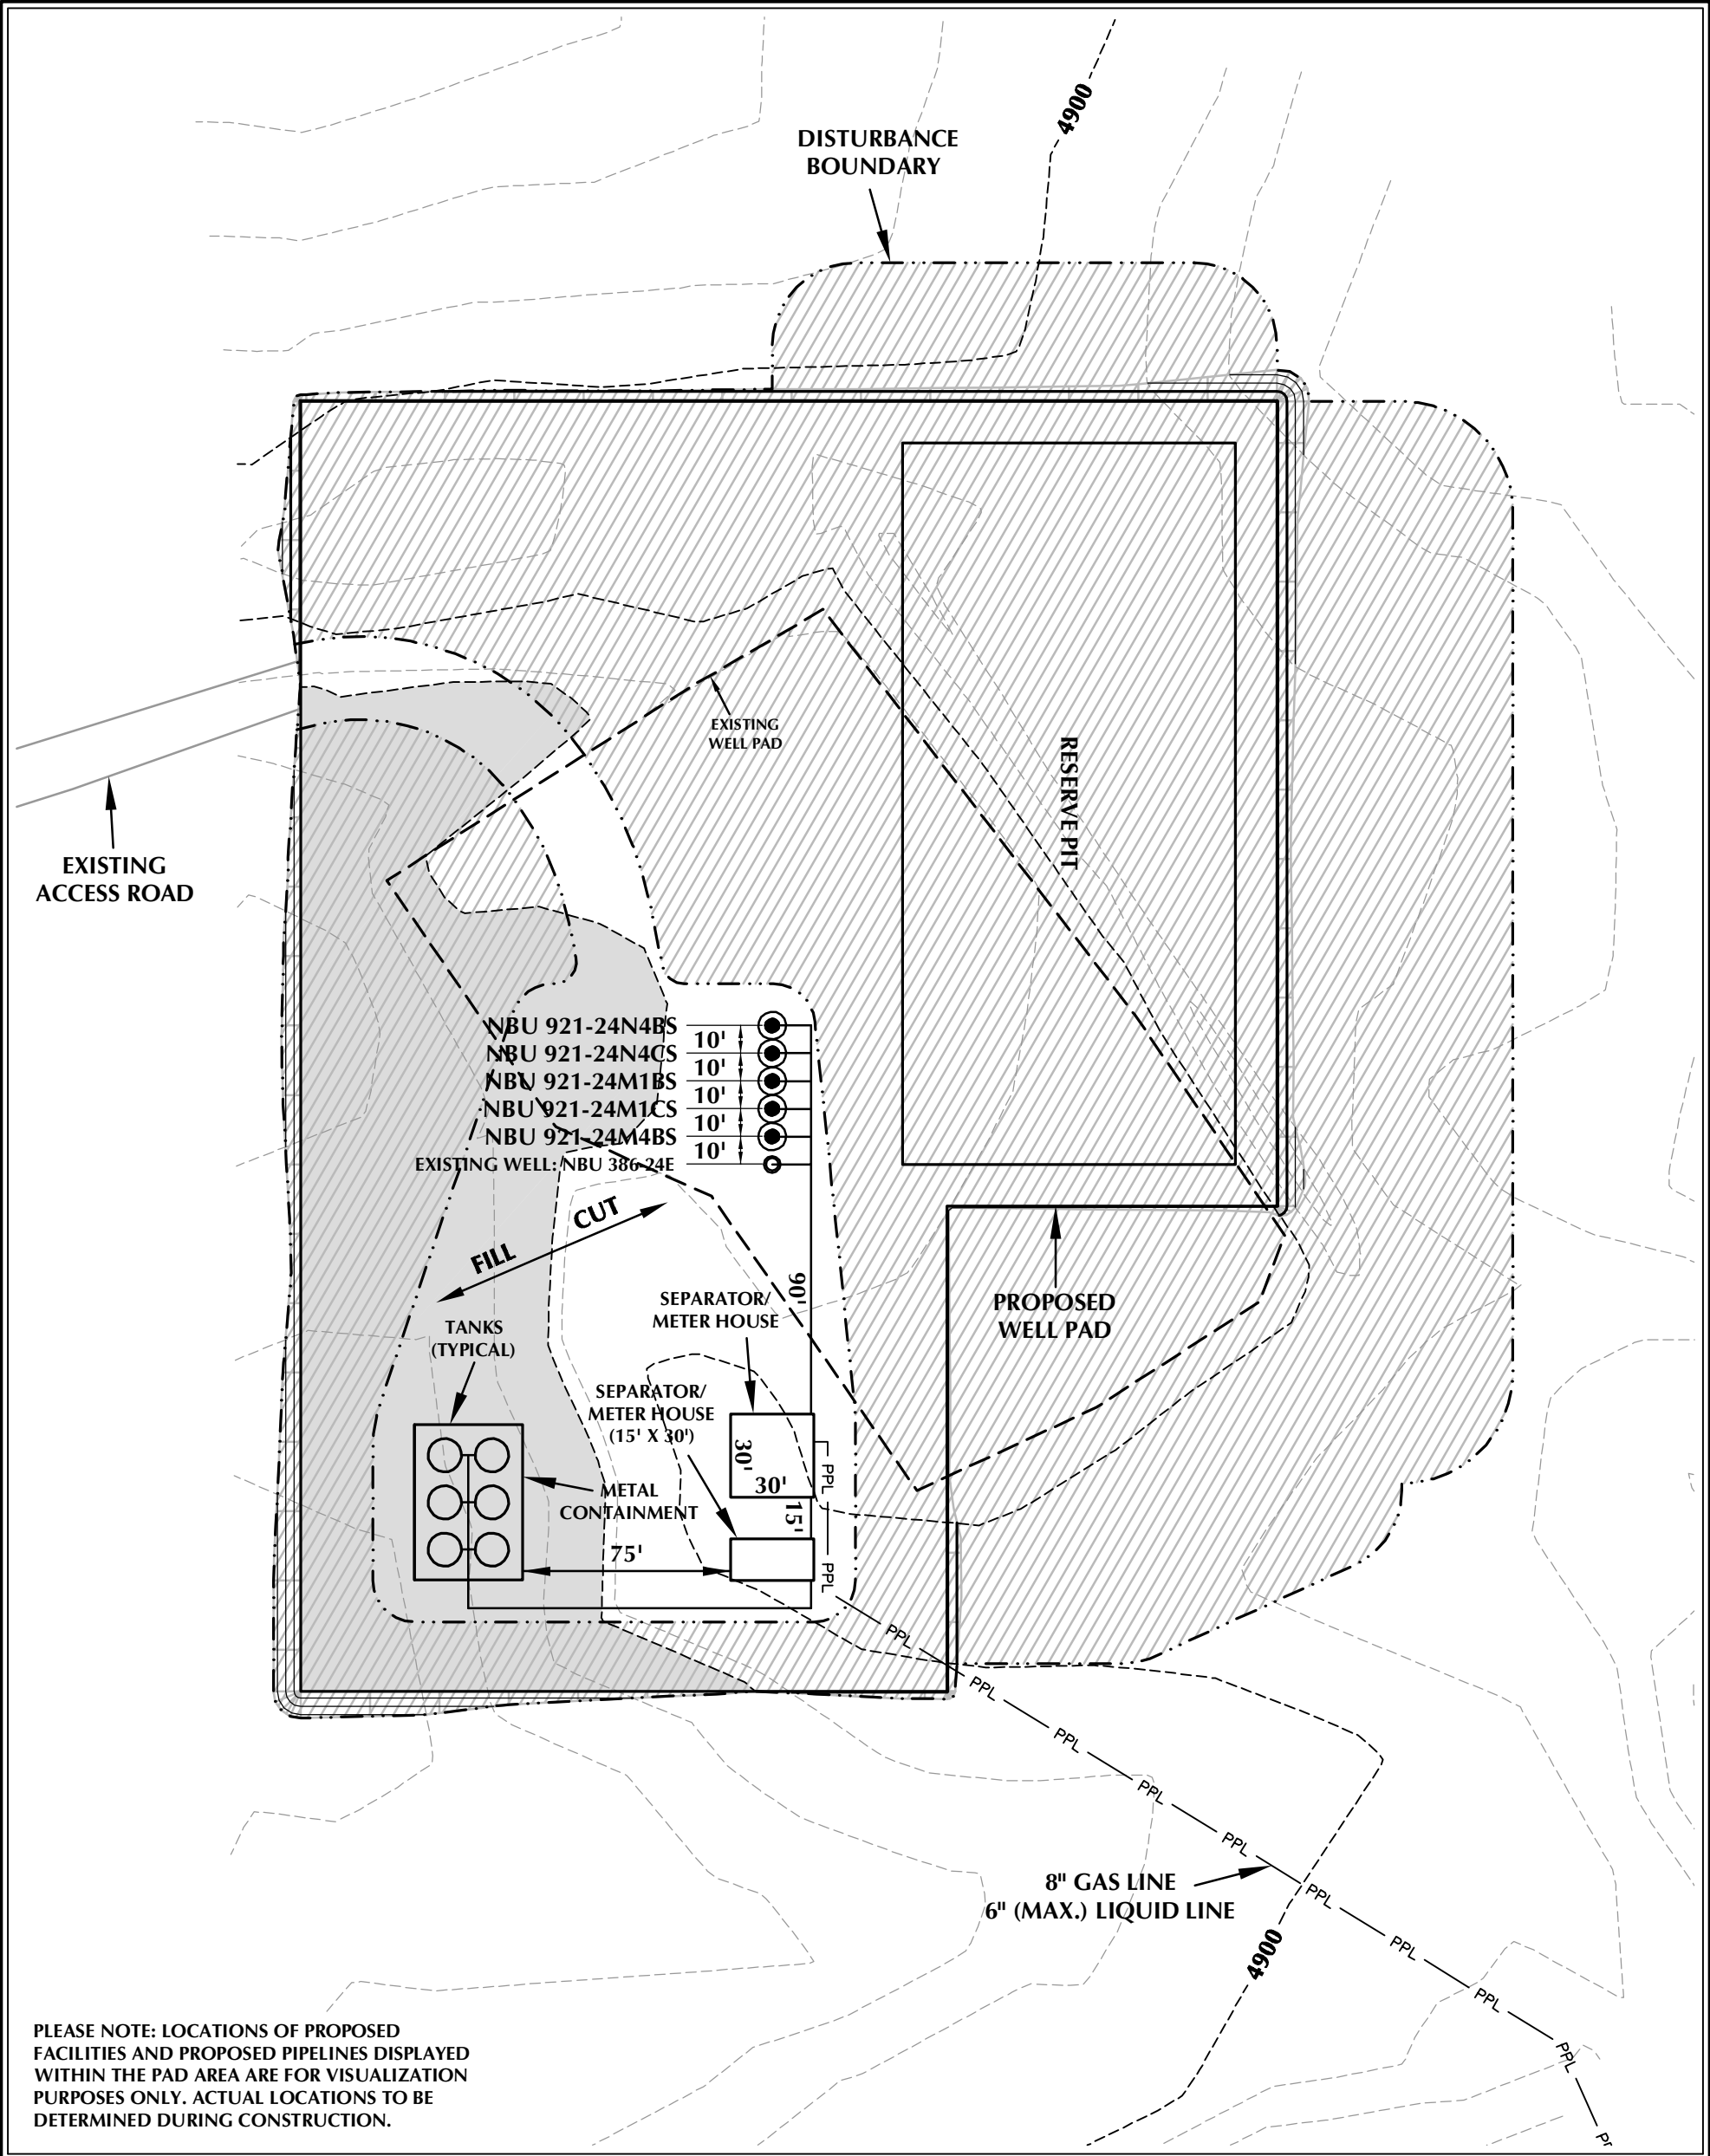 4900
DISTURBANCE
BOUNDARY
EXISTING
WELL PAD
RESERVE PIT
EXISTING
ACCESS ROAD
NBU 921-24N4BS
10'
NBU 921-24N4CS
10'
NBU 921-24M1BS
10'
NBU 921-24M1CS
10'
NBU 921-24M4BS
10'
EXISTING WELL: NBU 386-24E
CUT
FILL
90'
SEPARATOR/
METER HOUSE
PROPOSED
WELL PAD
TANKS
(TYPICAL)
SEPARATOR/
METER HOUSE
(15' X 30')
30'
30'
PPL
METAL
CONTAINMENT
15'
75'
PPL
PPL
PPL
PPL
PPL
PPL
8" GAS LINE
6" (MAX.) LIQUID LINE
PPL
PPL
4900
PPL
PPL
PLEASE NOTE: LOCATIONS OF PROPOSED
FACILITIES AND PROPOSED PIPELINES DISPLAYED
WITHIN THE PAD AREA ARE FOR VISUALIZATION
PURPOSES ONLY. ACTUAL LOCATIONS TO BE
DETERMINED DURING CONSTRUCTION.